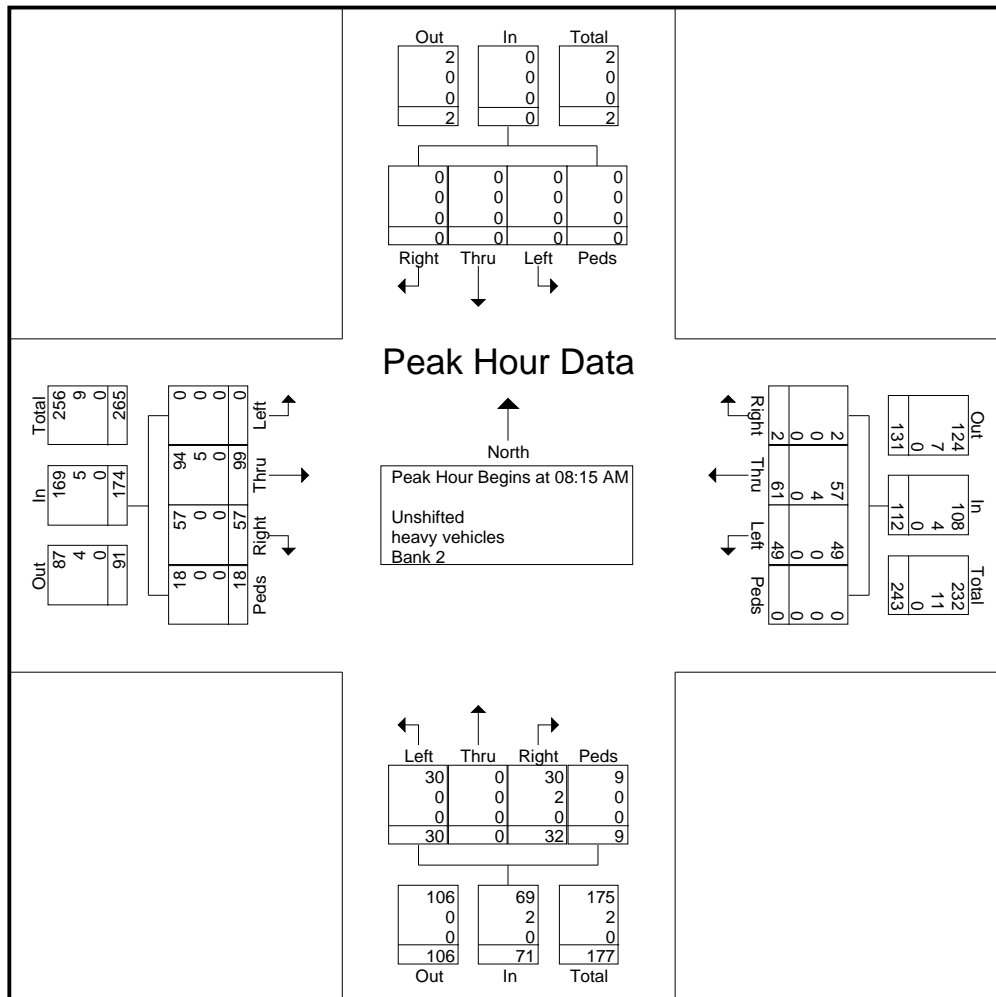 Out In Total
2 0 2
0 0 0
0 0 0
2 0 2
0 0 0 0
0 0 0 0
0 0 0 0
0 0 0 0
Right Thru Left Peds
Peak Hour Data
North
Peak Hour Begins at 08:15 AM
Unshifted
heavy vehicles
Bank 2
Out In Total
87 169 256
4 5 9
0 0 0
91 174 265
18 57 94 0
0 0 5 0
0 0 0 0
18 57 99 0
Peds Right Thru Left
Out In Total
124 108 232
7 4 11
0 0 0
131 112 243
2 57 49 0
0 4 0 0
0 0 0 0
2 61 49 0
Right Thru Left Peds
Left Thru Right Peds
30 0 30 9
0 0 2 0
0 0 0 0
30 0 32 9
106 69 175
0 2 2
0 0 0
106 71 177
Out In Total